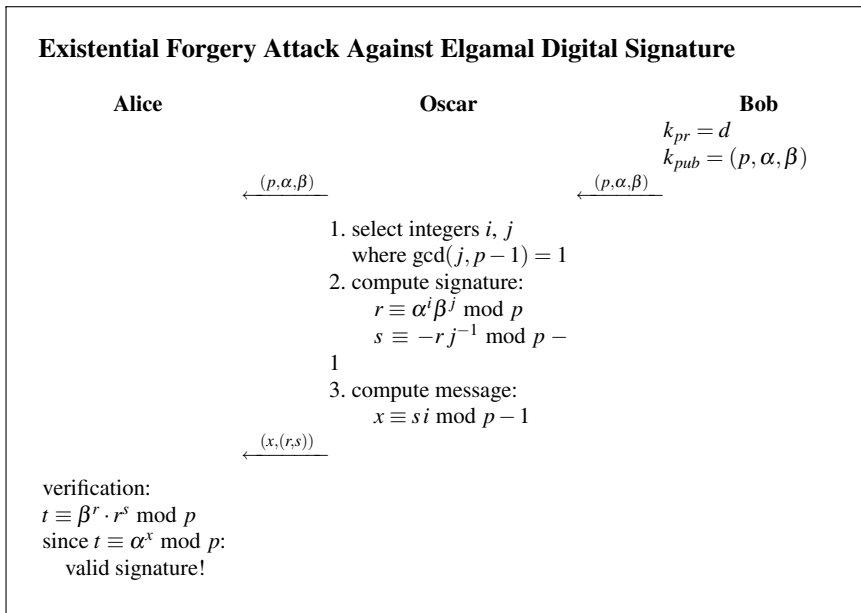 Existential Forgery Attack Against Elgamal Digital Signature
Alice Oscar Bob
k_pr = d
k_pub = (p, α, β)
(p,α,β) (p,α,β)
← ←
1. select integers i, j
where gcd(j, p − 1) = 1
2. compute signature:
r ≡ α^i β^j mod p
s ≡ −r j^−1 mod p −
1
3. compute message:
x ≡ s i mod p − 1
(x,(r,s))
←
verification:
t ≡ β^r · r^s mod p
since t ≡ α^x mod p:
valid signature!